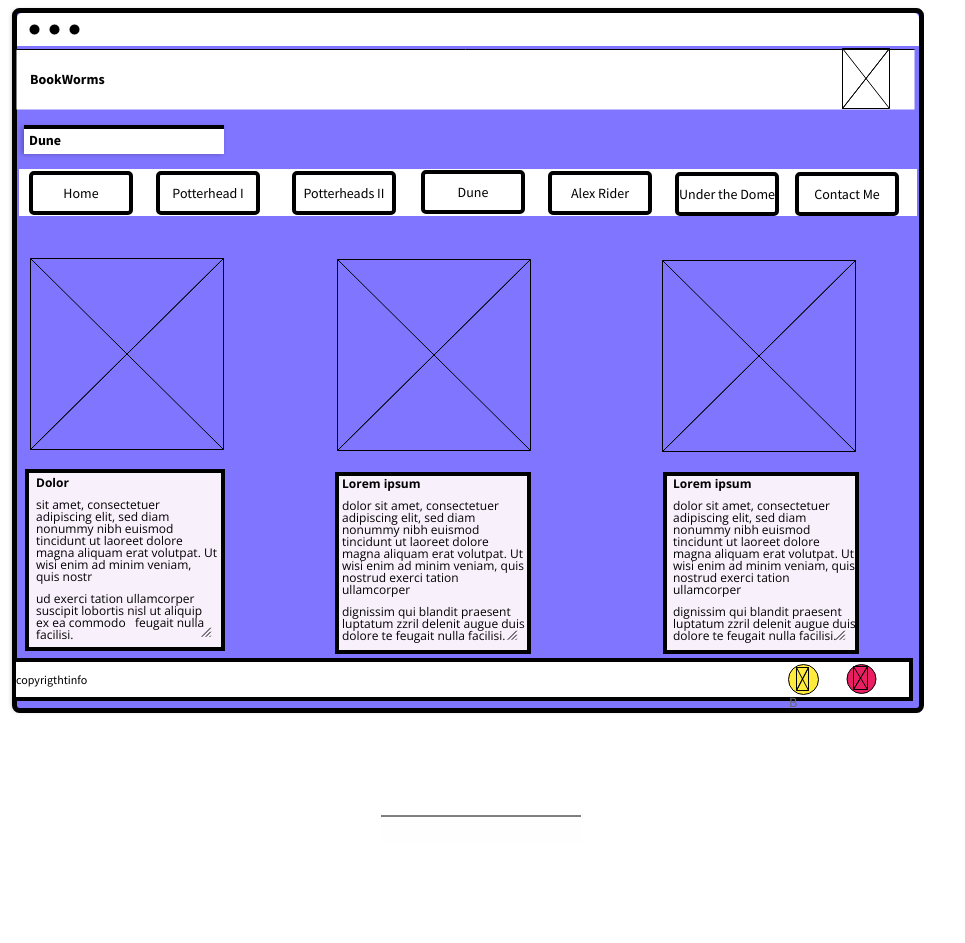 BookWorms
Dune
Home
Potterhead I
Potterheads II
Dune
Alex Rider
Under the Dome
Contact Me
Dolor
sit amet, consectetuer
adipiscing elit, sed diam
nonummy nibh euismod
tincidunt ut laoreet dolore
magna aliquam erat volutpat. Ut
wisi enim ad minim veniam,
quis nostr
ud exerci tation ullamcorper
suscipit lobortis nisl ut aliquip
ex ea commodo   feugait nulla
facilisi.
Lorem ipsum
dolor sit amet, consectetuer
adipiscing elit, sed diam
nonummy nibh euismod
tincidunt ut laoreet dolore
magna aliquam erat volutpat. Ut
wisi enim ad minim veniam, quis
nostrud exerci tation
ullamcorper
dignissim qui blandit praesent
luptatum zzril delenit augue duis
dolore te feugait nulla facilisi.
Lorem ipsum
dolor sit amet, consectetuer
adipiscing elit, sed diam
nonummy nibh euismod
tincidunt ut laoreet dolore
magna aliquam erat volutpat. Ut
wisi enim ad minim veniam, quis
nostrud exerci tation
ullamcorper
dignissim qui blandit praesent
luptatum zzril delenit augue duis
dolore te feugait nulla facilisi.
copyrigthtinfo